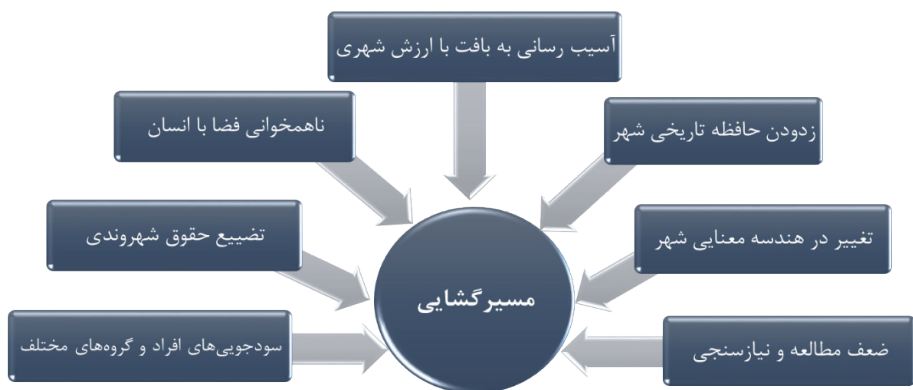 آسیب رسانی به بافت با ارزش شهری
زدودن حافظه تاریخی شهر
ناهمخوانی فضا با انسان
تغییر در هندسه معنایی شهر
تضییع حقوق شهروندی
مسیرگشایی
ضعف مطالعه و نیازسنجی
سودجویی‌های افراد و گروه‌های مختلف